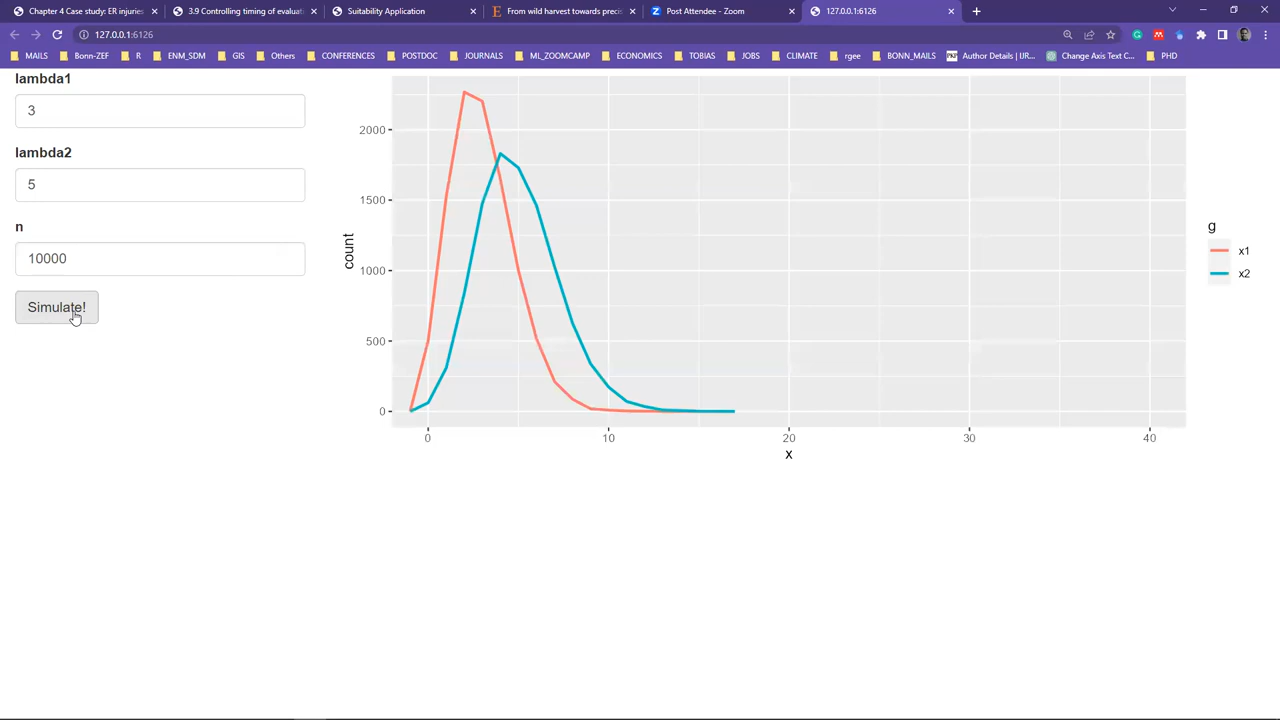 Chapter 4 Case study: ER injuries
3.9 Controlling timing of evaluat
Suitability Application
From wild harvest towards preci
Post Attendee - Zoom
127.0.0.1:6126
127.0.0.1:6126
MAILS
Bonn-ZEF
R
ENM_SDM
GIS
Others
CONFERENCES
POSTDOC
JOURNALS
ML_ZOOMCAMP
ECONOMICS
TOBIAS
JOBS
CLIMATE
rgee
BONN_MAILS
Author Details | IJR...
Change Axis Text C...
PHD
lambda1
3
lambda2
5
n
10000
Simulate!
count
2000
1500
1000
500
0
0
10
20
30
40
x
g
x1
x2